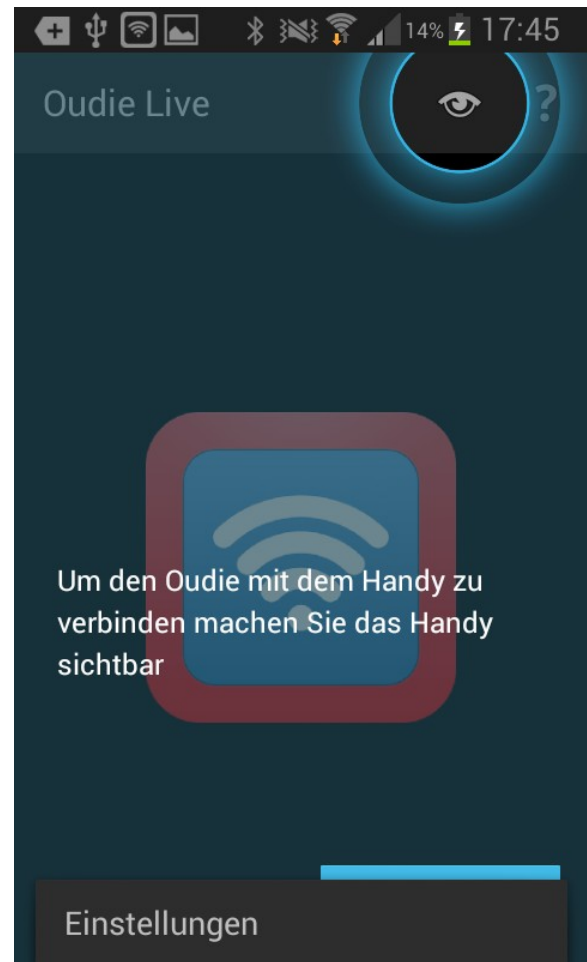 14% 17:45
Oudie Live ?
Um den Oudie mit dem Handy zu
verbinden machen Sie das Handy
sichtbar
Einstellungen